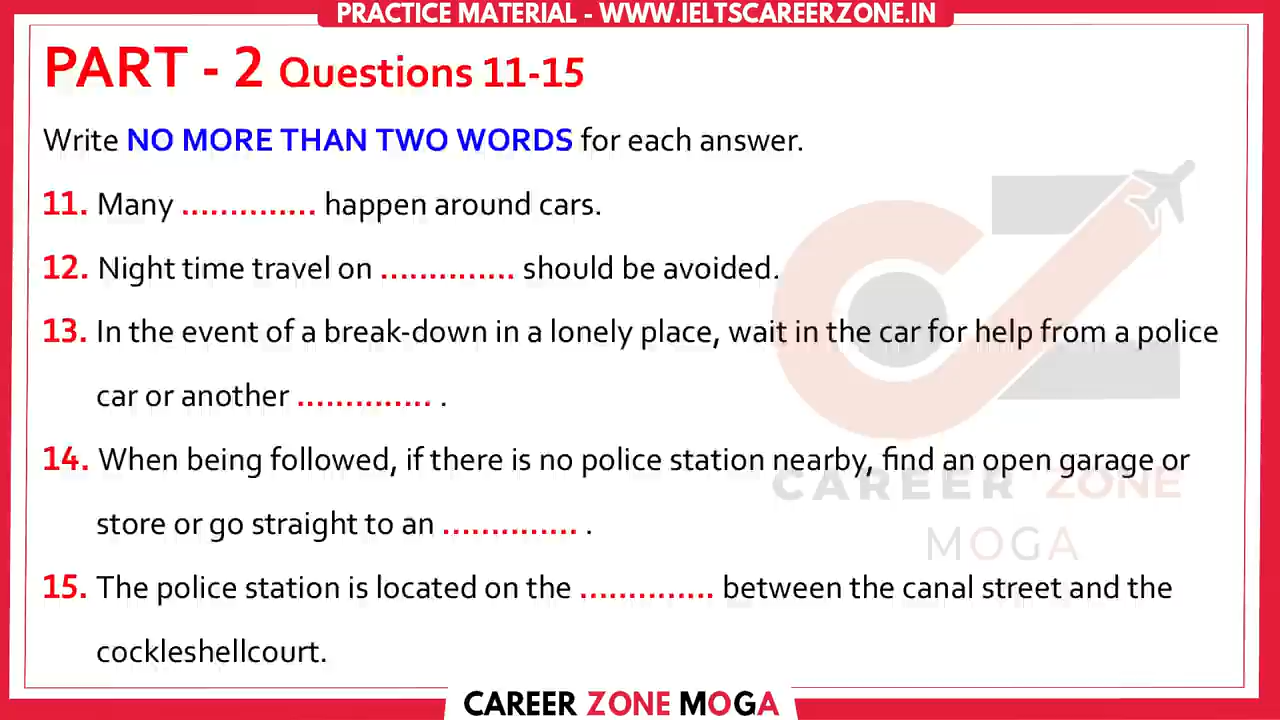 PRACTICE MATERIAL - WWW.IELTSCAREERZONE.IN
PART - 2 Questions 11-15
Write NO MORE THAN TWO WORDS for each answer.
11. Many .............. happen around cars.
12. Night time travel on .............. should be avoided.
13. In the event of a break-down in a lonely place, wait in the car for help from a police
car or another .............. .
14. When being followed, if there is no police station nearby, find an open garage or
store or go straight to an .............. .
15. The police station is located on the .............. between the canal street and the
cockleshellcourt.
CAREER ZONE
MOGA
CAREER ZONE MOGA